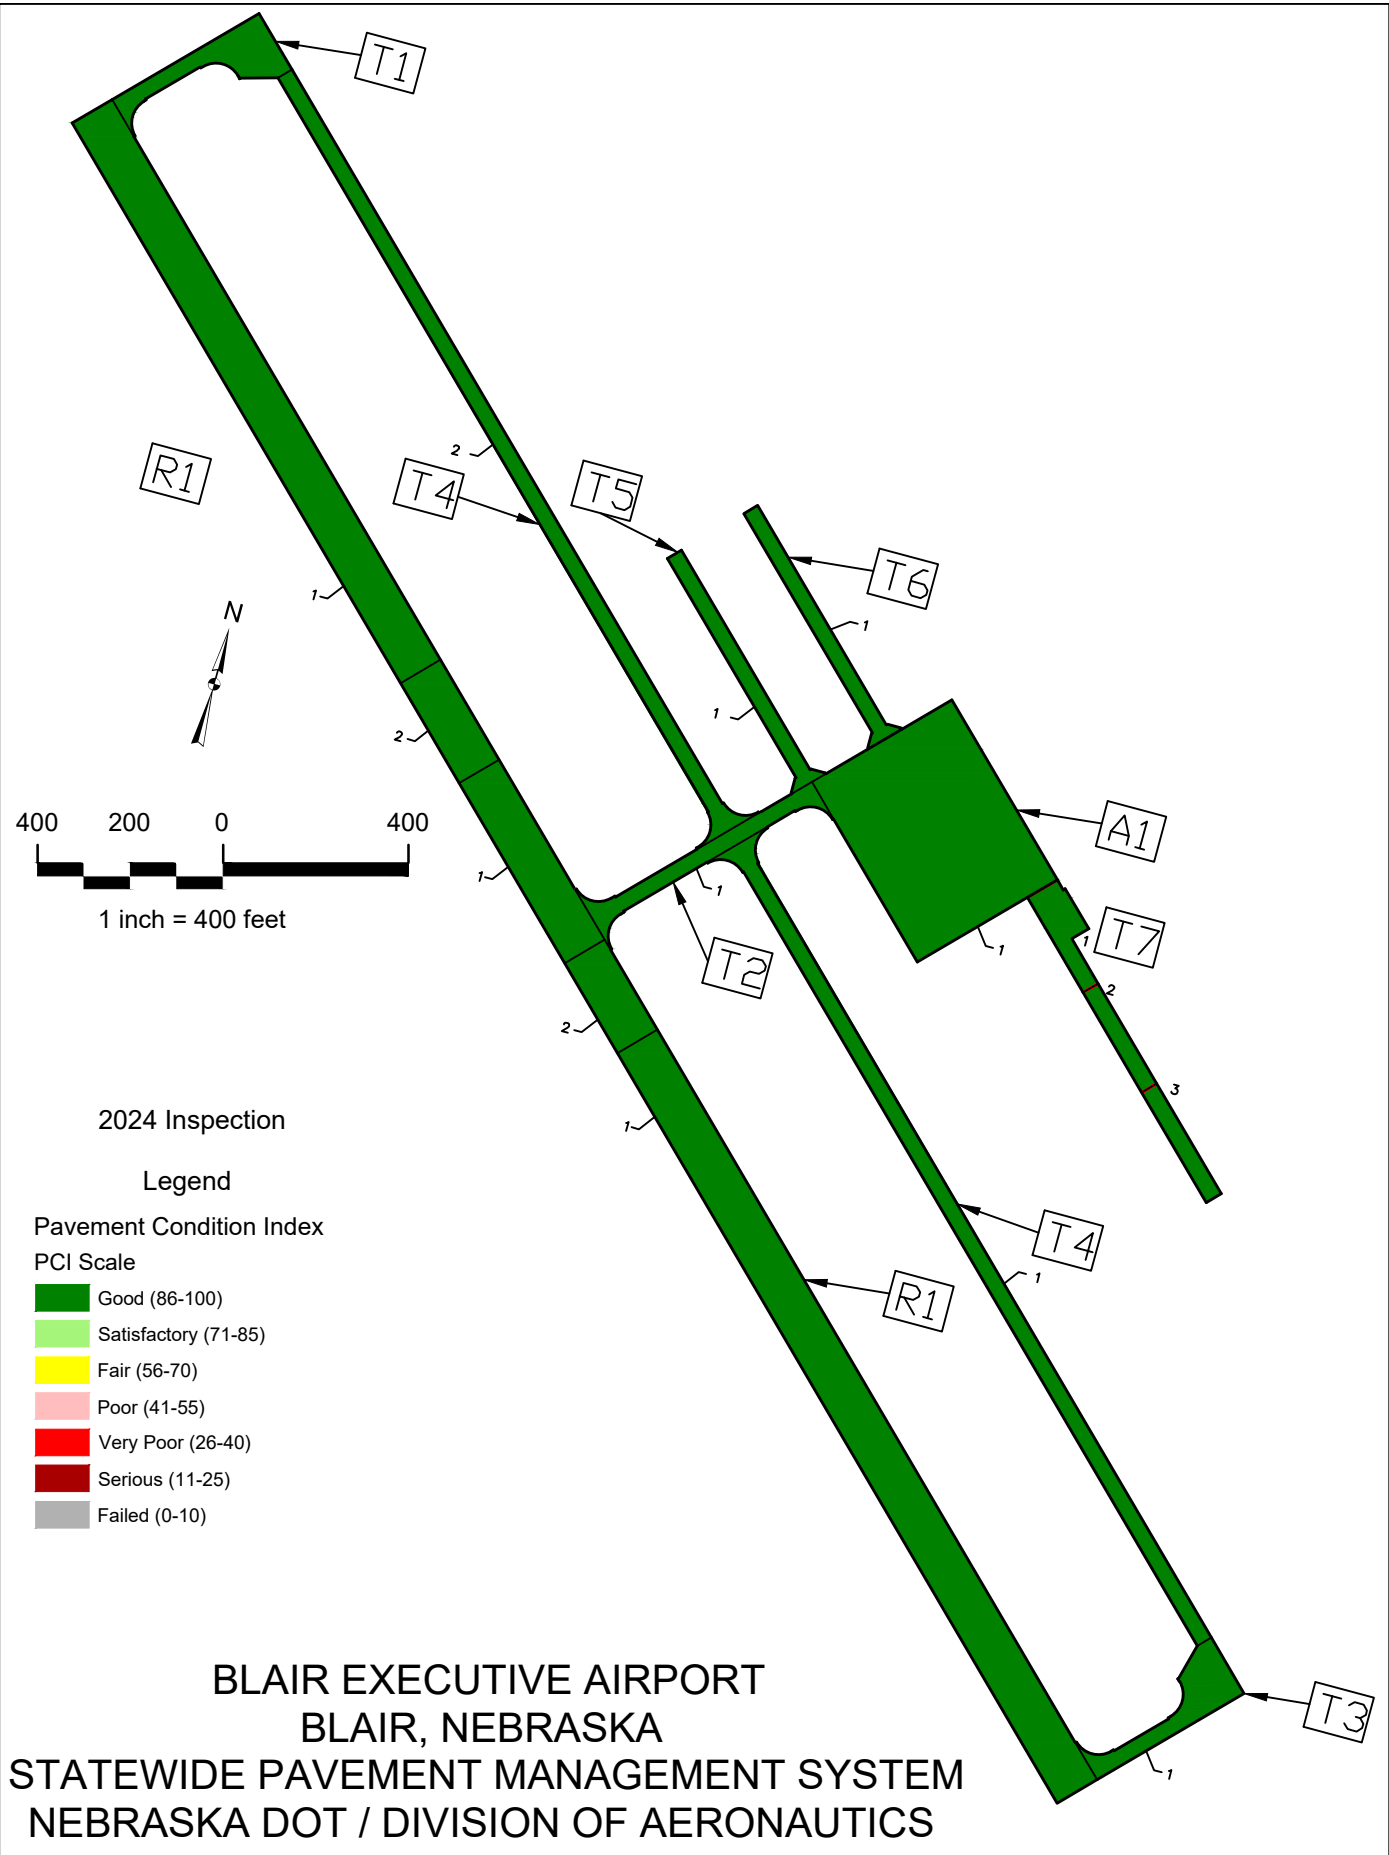 T1
R1
2
T4
T5
T6
1
1
1
N
2
400 200 0 400
1 inch = 400 feet
1
A1
T7
1
1
1
T2
2
2
1
3
2024 Inspection
Legend
Pavement Condition Index
PCI Scale
Good (86-100)
Satisfactory (71-85)
Fair (56-70)
Poor (41-55)
Very Poor (26-40)
Serious (11-25)
Failed (0-10)
T4
1
R1
T3
1
BLAIR EXECUTIVE AIRPORT
BLAIR, NEBRASKA
STATEWIDE PAVEMENT MANAGEMENT SYSTEM
NEBRASKA DOT / DIVISION OF AERONAUTICS